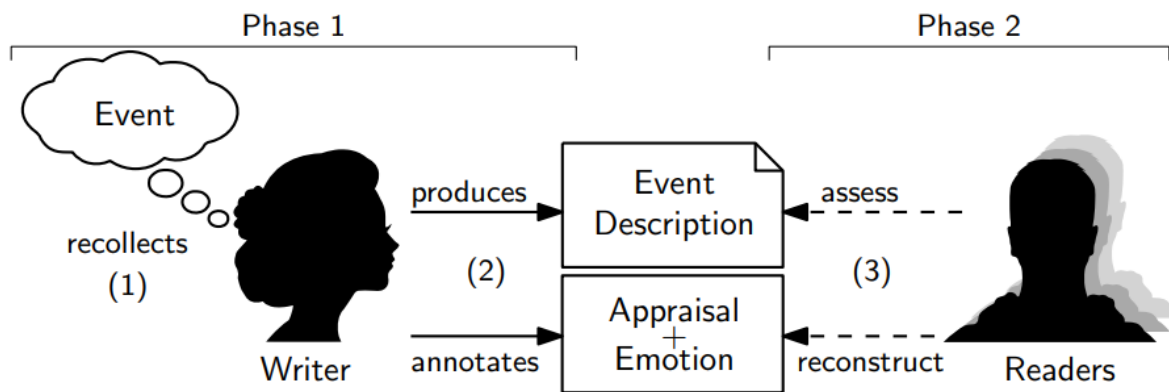 Phase 1
Phase 2
Event
recollects
(1)
Writer
produces
(2)
annotates
Event
Description
Appraisal
+
Emotion
assess
(3)
reconstruct
Readers